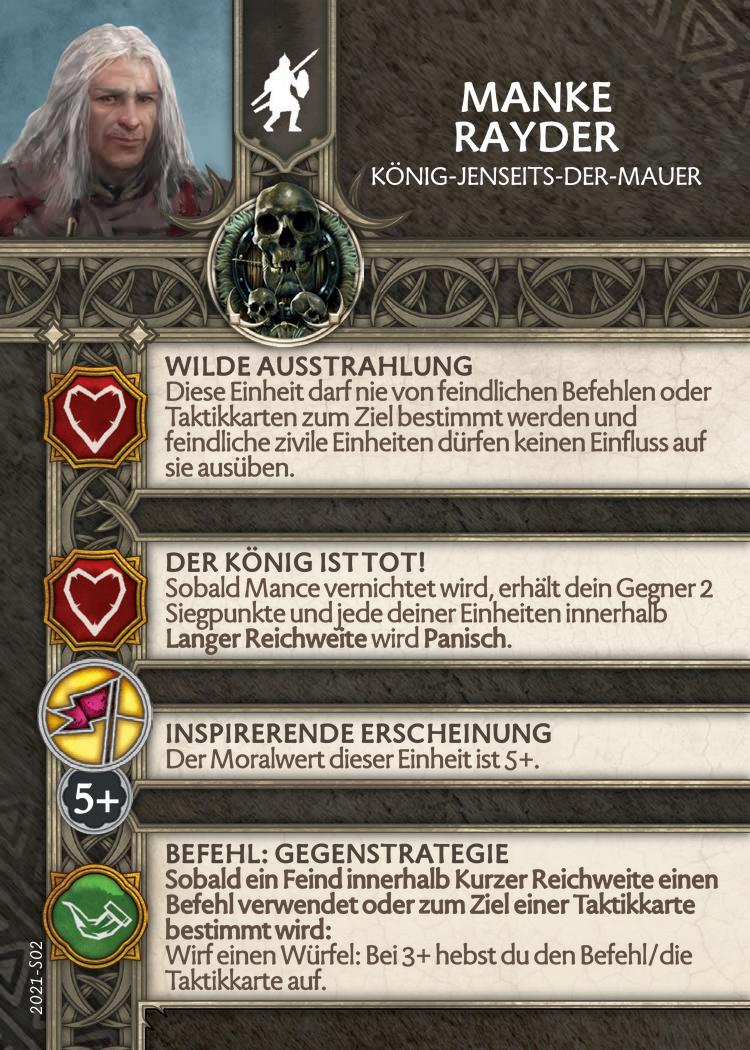 MANKE
RAYDER
KÖNIG-JENSEITS-DER-MAUER
WILDE AUSSTRAHLUNG
Diese Einheit darf nie von feindlichen Befehlen oder
Taktikkarten zum Ziel bestimmt werden und
feindliche zivile Einheiten dürfen keinen Einfluss auf
sie ausüben.
DER KÖNIG IST TOT!
Sobald Mance vernichtet wird, erhält dein Gegner 2
Siegpunkte und jede deiner Einheiten innerhalb
Langer Reichweite wird Panisch.
INSPIRERENDE ERSCHEINUNG
Der Moralwert dieser Einheit ist 5+.
5+
BEFEHL: GEGENSTRATEGIE
Sobald ein Feind innerhalb Kurzer Reichweite einen
Befehl verwendet oder zum Ziel einer Taktikkarte
bestimmt wird:
Wirf einen Würfel: Bei 3+ hebst du den Befehl/die
Taktikkarte auf.
2021-S02